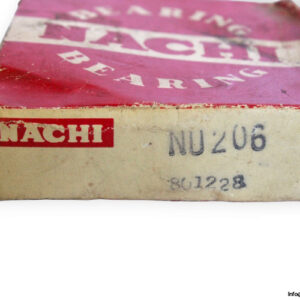 BEARING
NACHI
BEARING
NACHI
NU206
801228